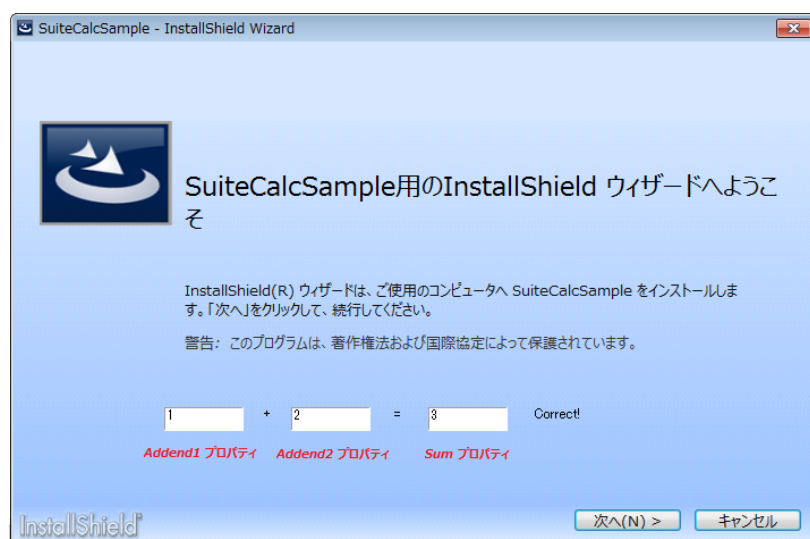 SuiteCalcSample - InstallShield Wizard
SuiteCalcSample用のInstallShield ウィザードへようこ
そ
InstallShield(R) ウィザードは、ご使用のコンピュータへ SuiteCalcSample をインストールしま
す。「次へ」をクリックして、続行してください。
警告: このプログラムは、著作権法および国際協定によって保護されています。
1 + 2 = 3 Correct!
Addend1 プロパティ Addend2 プロパティ Sum プロパティ
InstallShield 次へ(N) > キャンセル